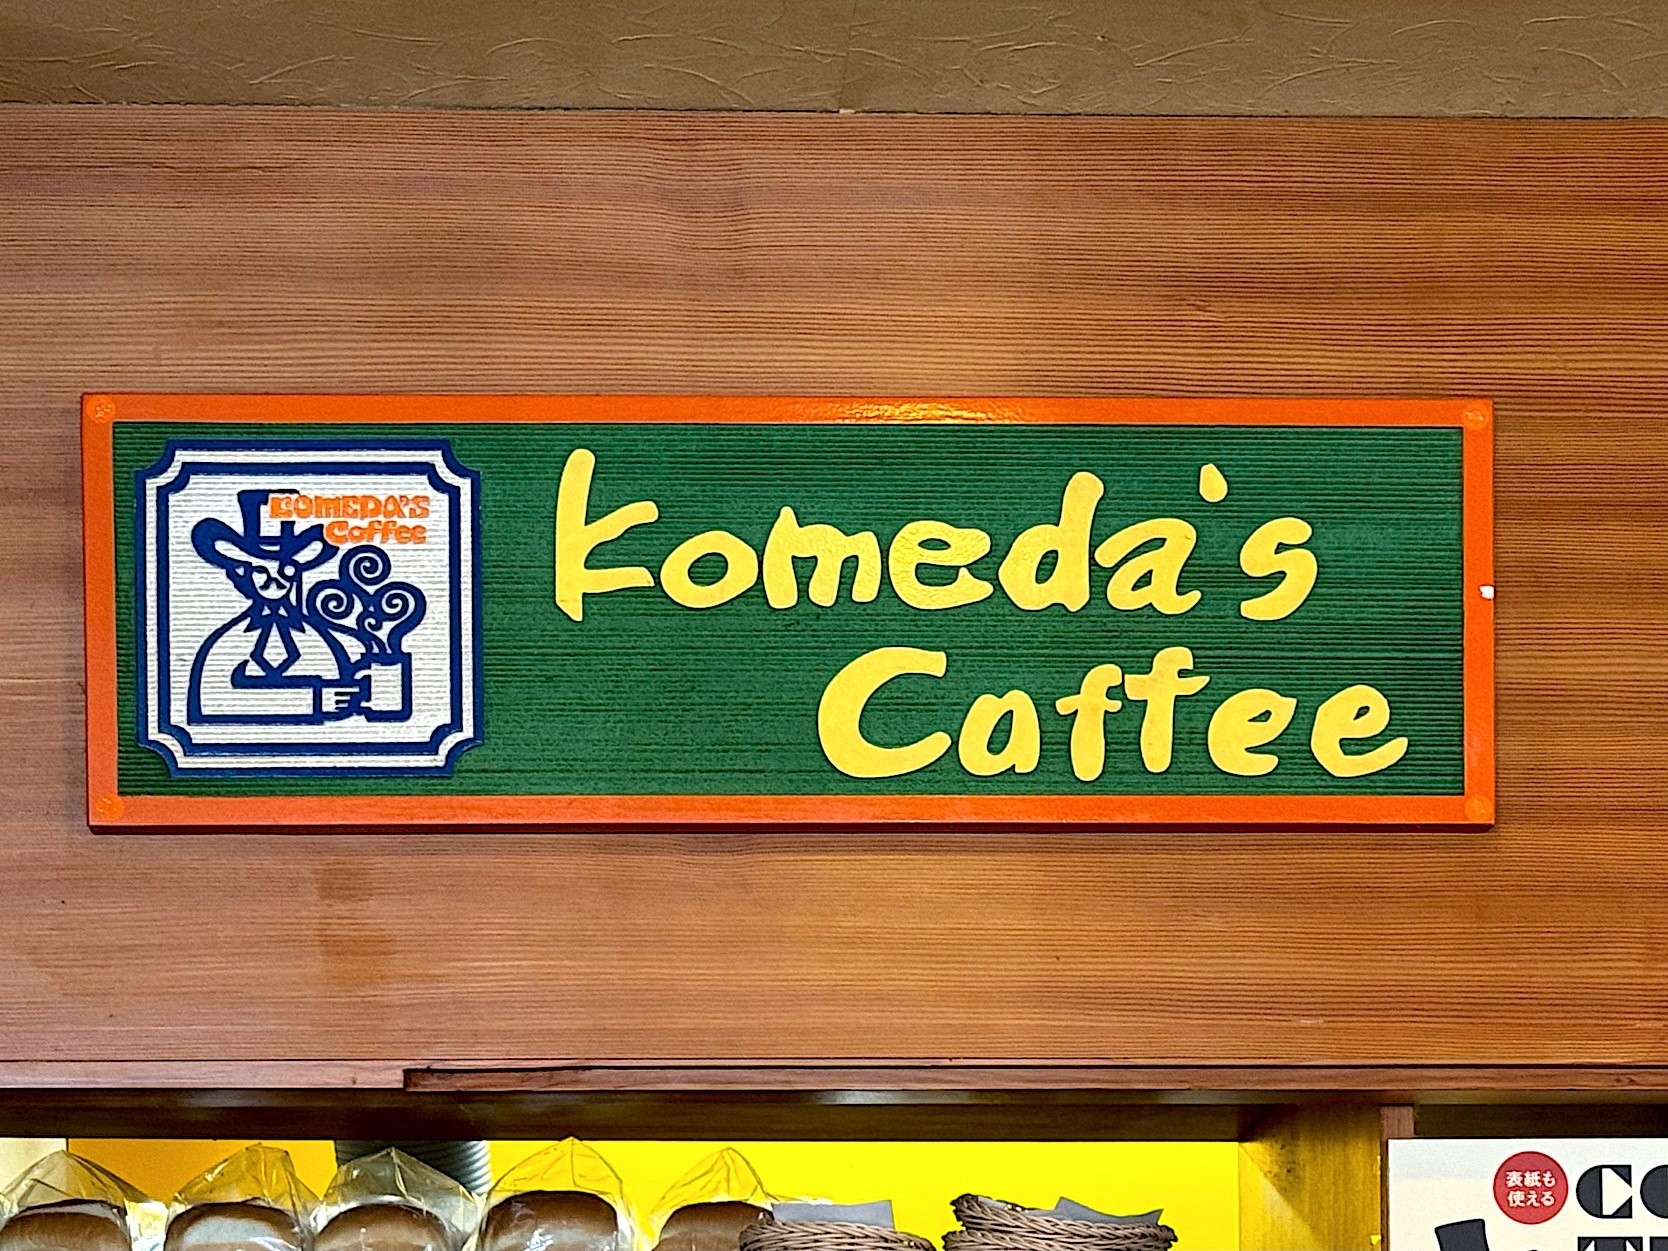 KOMEDA'S
Coffee
Komeda's
Coffee
表紙も
使える